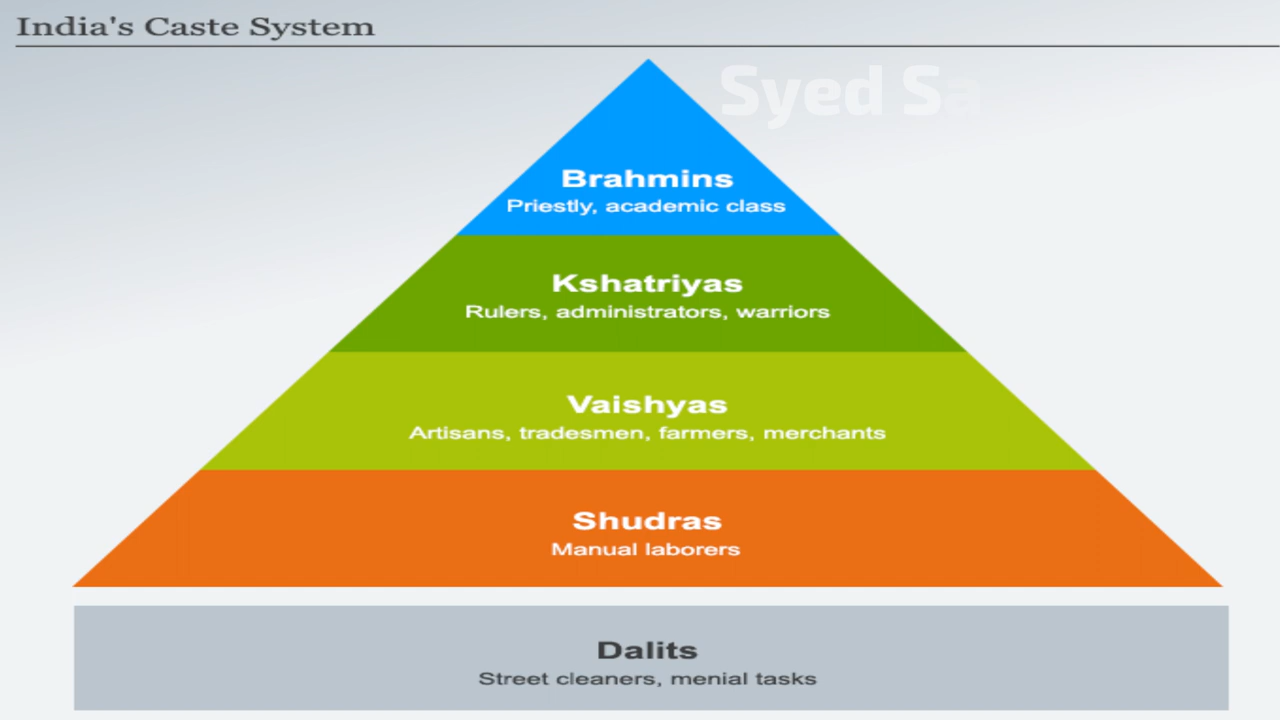 India's Caste System
Syed Sa
Brahmins
Priestly, academic class
Kshatriyas
Rulers, administrators, warriors
Vaishyas
Artisans, tradesmen, farmers, merchants
Shudras
Manual laborers
Dalits
Street cleaners, menial tasks